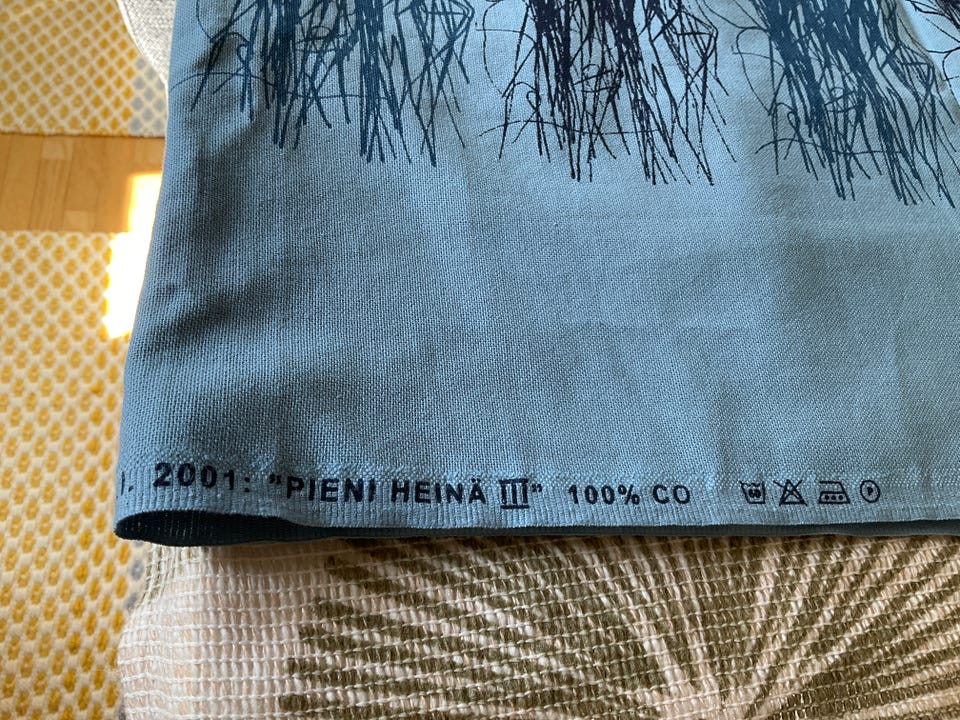 . 2001: "PIENI HEINÄ III" 100% CO